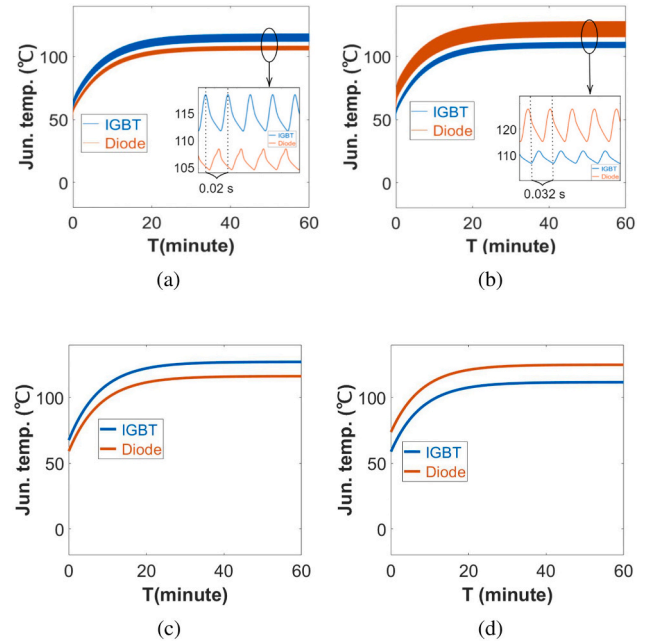 Jun. temp. (℃)
100
50
0
IGBT
Diode
115
110
105
IGBT
Diode
0.02 s
0
20
40
60
T(minute)
(a)
Jun. temp. (℃)
100
50
0
IGBT
Diode
120
110
IGBT
Diode
0.032 s
0
20
40
60
T (minute)
(b)
Jun. temp. (℃)
100
50
0
IGBT
Diode
0
20
40
60
T(minute)
(c)
Jun. temp. (℃)
100
50
0
IGBT
Diode
0
20
40
60
T (minute)
(d)